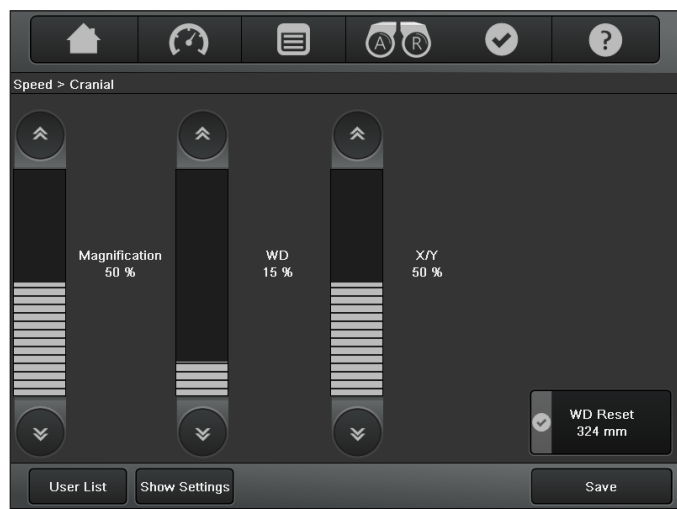 A R ?
Speed > Cranial
Magnification
50 %
WD
15 %
X/Y
50 %
WD Reset
324 mm
User List
Show Settings
Save